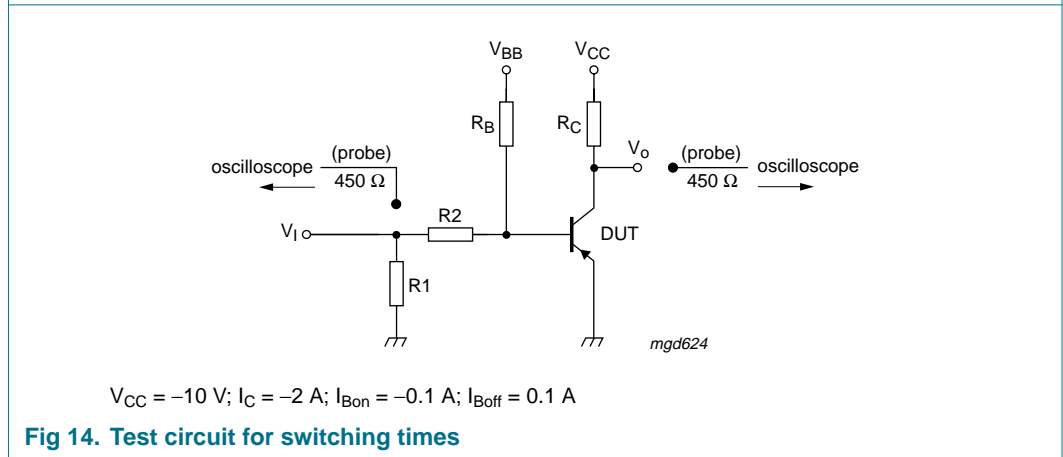 VBB VCC
RB RC
(probe) Vo (probe)
oscilloscope 450 Ω 450 Ω oscilloscope
R2
VI DUT
R1
mgd624
VCC = −10 V; IC = −2 A; IBon = −0.1 A; IBoff = 0.1 A
Fig 14. Test circuit for switching times